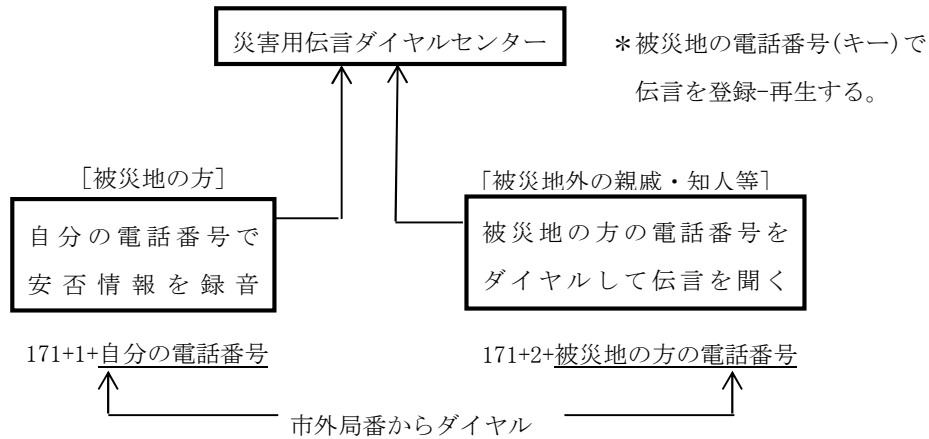 災害用伝言ダイヤルセンター
＊被災地の電話番号(キー)で
伝言を登録-再生する。
[被災地の方]
[被災地外の親戚・知人等]
自分の電話番号で
安否情報を録音
被災地の方の電話番号を
ダイヤルして伝言を聞く
171+1+自分の電話番号
171+2+被災地の方の電話番号
市外局番からダイヤル